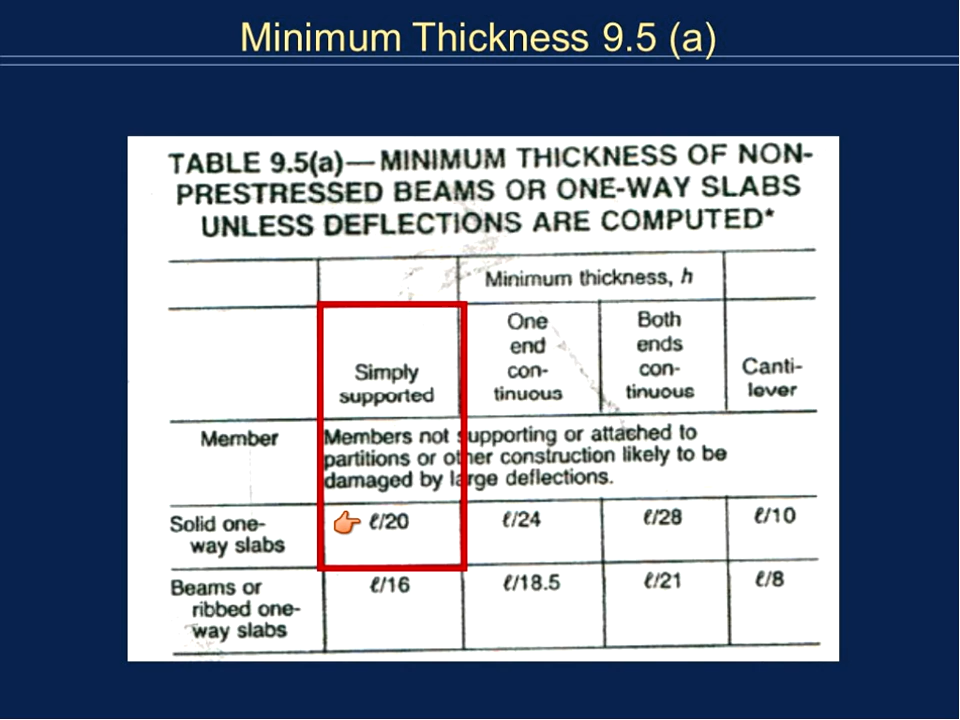 Minimum Thickness 9.5 (a)
TABLE 9.5(a)—MINIMUM THICKNESS OF NON-
PRESTRESSED BEAMS OR ONE-WAY SLABS
UNLESS DEFLECTIONS ARE COMPUTED*
Minimum thickness, h
Simply
supported
One
end
con-
tinuous
Both
ends
con-
tinuous
Canti-
lever
Member
Members not supporting or attached to
partitions or other construction likely to be
damaged by large deflections.
Solid one-
way slabs
ℓ/20
ℓ/24
ℓ/28
ℓ/10
Beams or
ribbed one-
way slabs
ℓ/16
ℓ/18.5
ℓ/21
ℓ/8